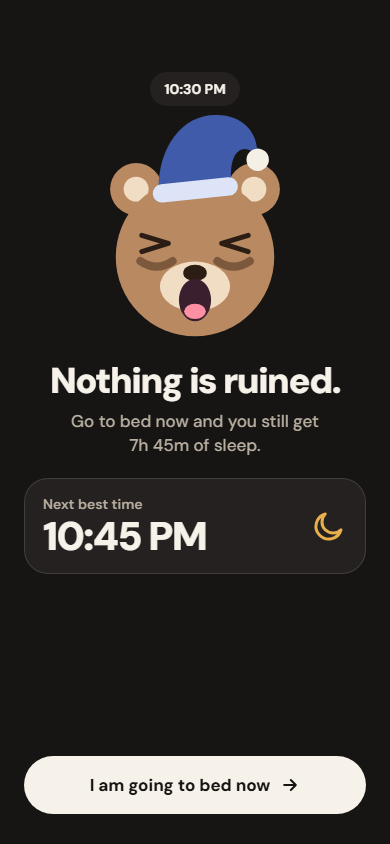 10:30 PM
Nothing is ruined.
Go to bed now and you still get
7h 45m of sleep.
Next best time
10:45 PM
I am going to bed now →